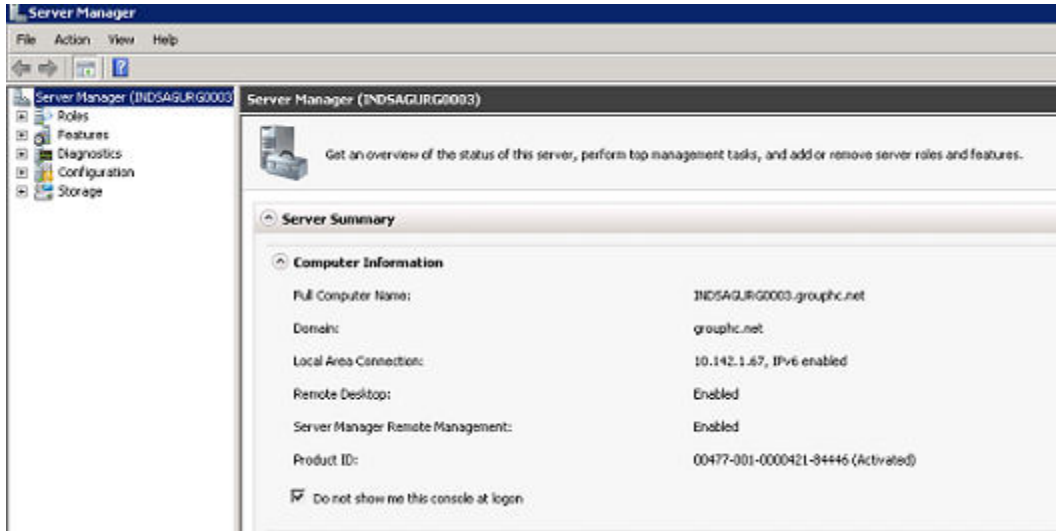 Server Manager
File Action View Help
Server Manager (INDSAGURG0003)
Roles
Features
Diagnostics
Configuration
Storage
Server Manager (INDSAGURG0003)
Get an overview of the status of this server, perform top management tasks, and add or remove server roles and features.
Server Summary
Computer Information
Full Computer Name: INDSAGURG0003.grouphc.net
Domain: grouphc.net
Local Area Connection: 10.142.1.67, IPv6 enabled
Remote Desktop: Enabled
Server Manager Remote Management: Enabled
Product ID: 00477-001-0000421-84446 (Activated)
Do not show me this console at logon